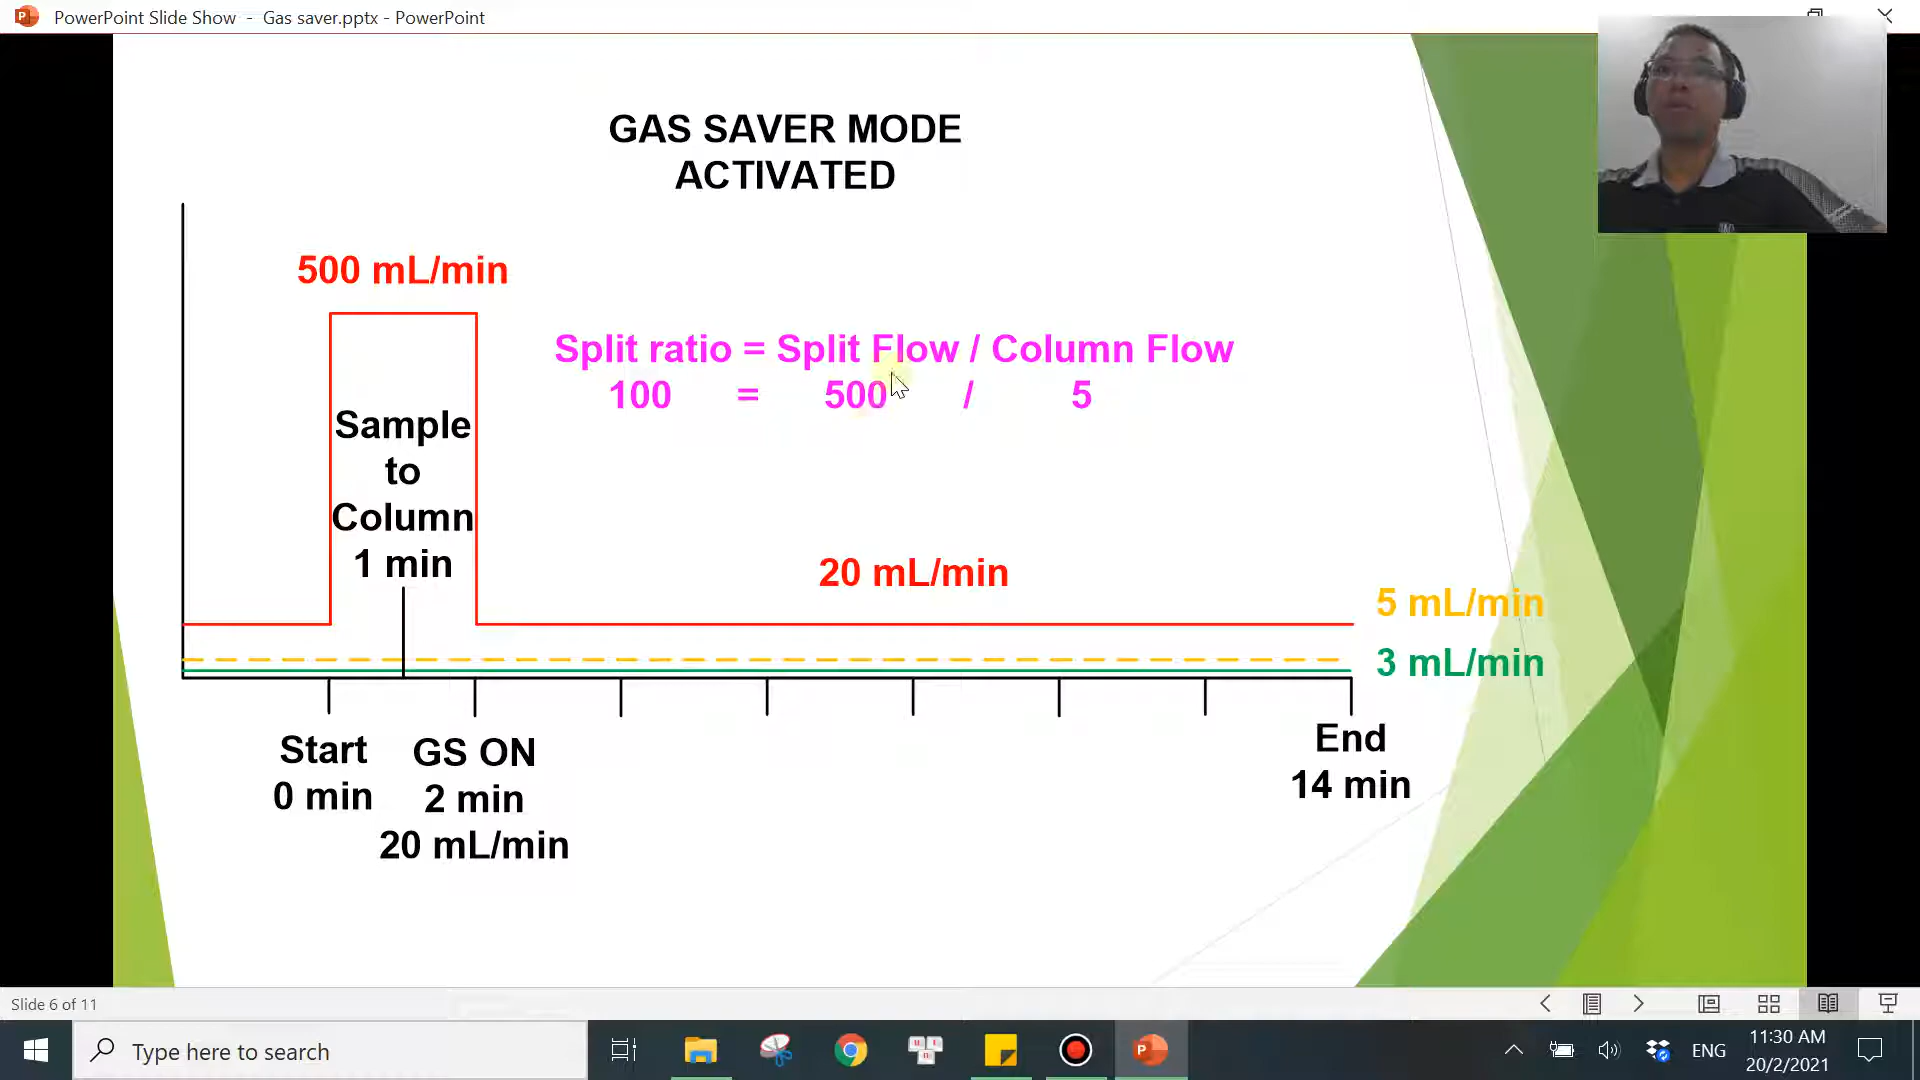 PowerPoint Slide Show - Gas saver.pptx - PowerPoint
GAS SAVER MODE
ACTIVATED
500 mL/min
Split ratio = Split Flow / Column Flow
100 = 500 / 5
Sample
to
Column
1 min
20 mL/min
5 mL/min
3 mL/min
Start
0 min
GS ON
2 min
20 mL/min
End
14 min
Slide 6 of 11
Type here to search
ENG
11:30 AM
20/2/2021